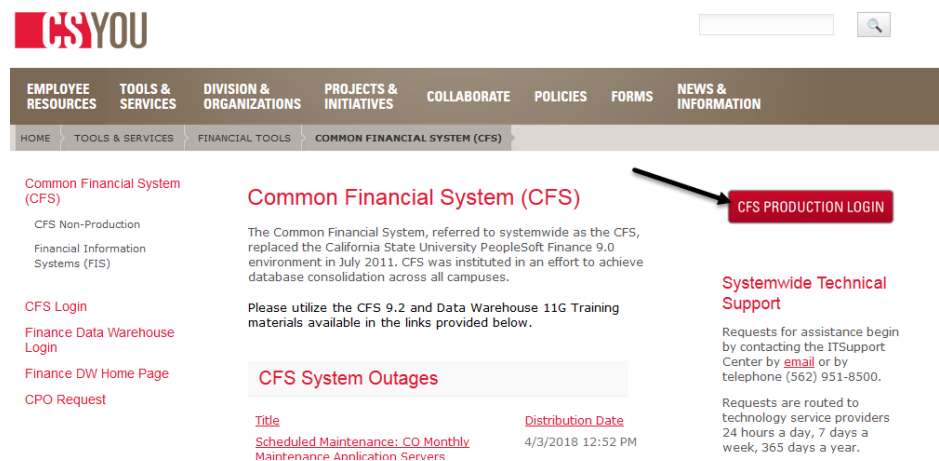 CSYOU
EMPLOYEE RESOURCES
TOOLS & SERVICES
DIVISION & ORGANIZATIONS
PROJECTS & INITIATIVES
COLLABORATE
POLICIES
FORMS
NEWS & INFORMATION
HOME
TOOLS & SERVICES
FINANCIAL TOOLS
COMMON FINANCIAL SYSTEM (CFS)
Common Financial System
(CFS)
CFS Non-Production
Financial Information
Systems (FIS)
CFS Login
Finance Data Warehouse
Login
Finance DW Home Page
CPO Request
Common Financial System (CFS)
The Common Financial System, referred to systemwide as the CFS,
replaced the California State University PeopleSoft Finance 9.0
environment in July 2011. CFS was instituted in an effort to achieve
database consolidation across all campuses.
Please utilize the CFS 9.2 and Data Warehouse 11G Training
materials available in the links provided below.
CFS System Outages
Title
Distribution Date
Scheduled Maintenance: CO Monthly
4/3/2018 12:52 PM
Maintenance Application Servers
CFS PRODUCTION LOGIN
Systemwide Technical
Support
Requests for assistance begin
by contacting the ITSupport
Center by email or by
telephone (562) 951-8500.
Requests are routed to
technology service providers
24 hours a day, 7 days a
week, 365 days a year.